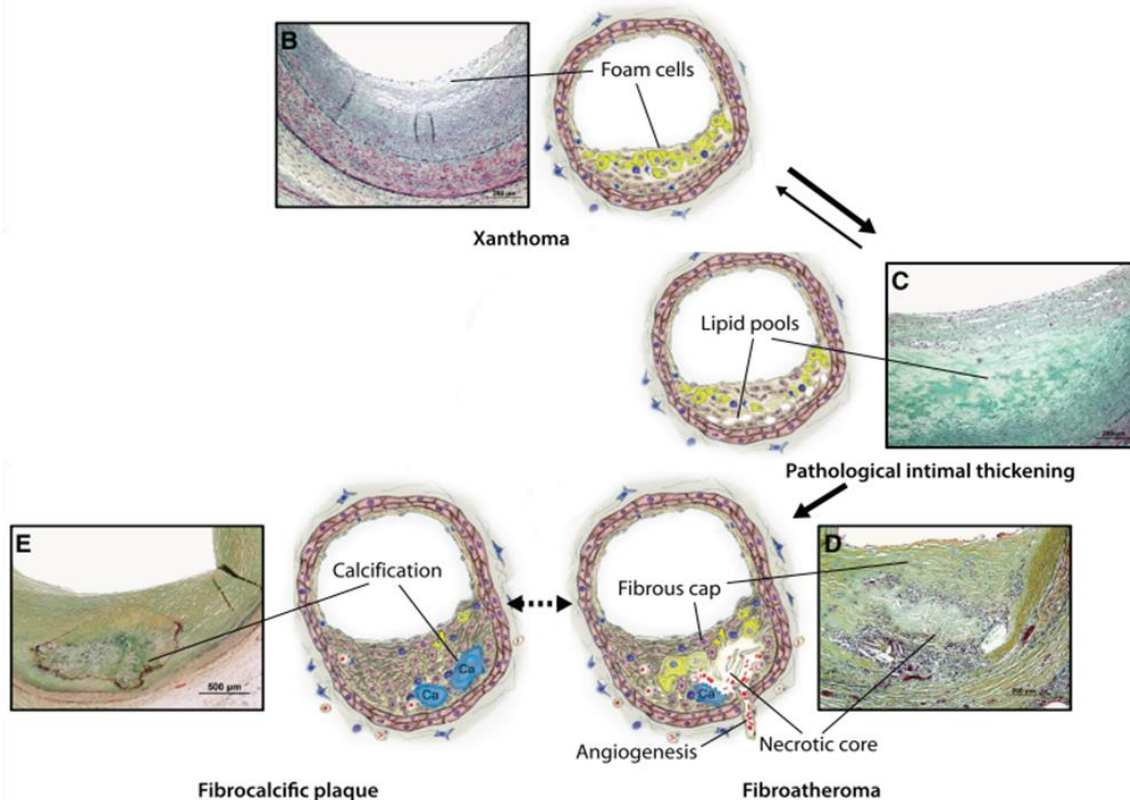 B
Foam cells
Xanthoma
C
Lipid pools
Pathological intimal thickening
E
Calcification
D
Fibrous cap
Ca
Ca
Ca
500 µm
Angiogenesis
Necrotic core
Fibrocalcific plaque
Fibroatheroma